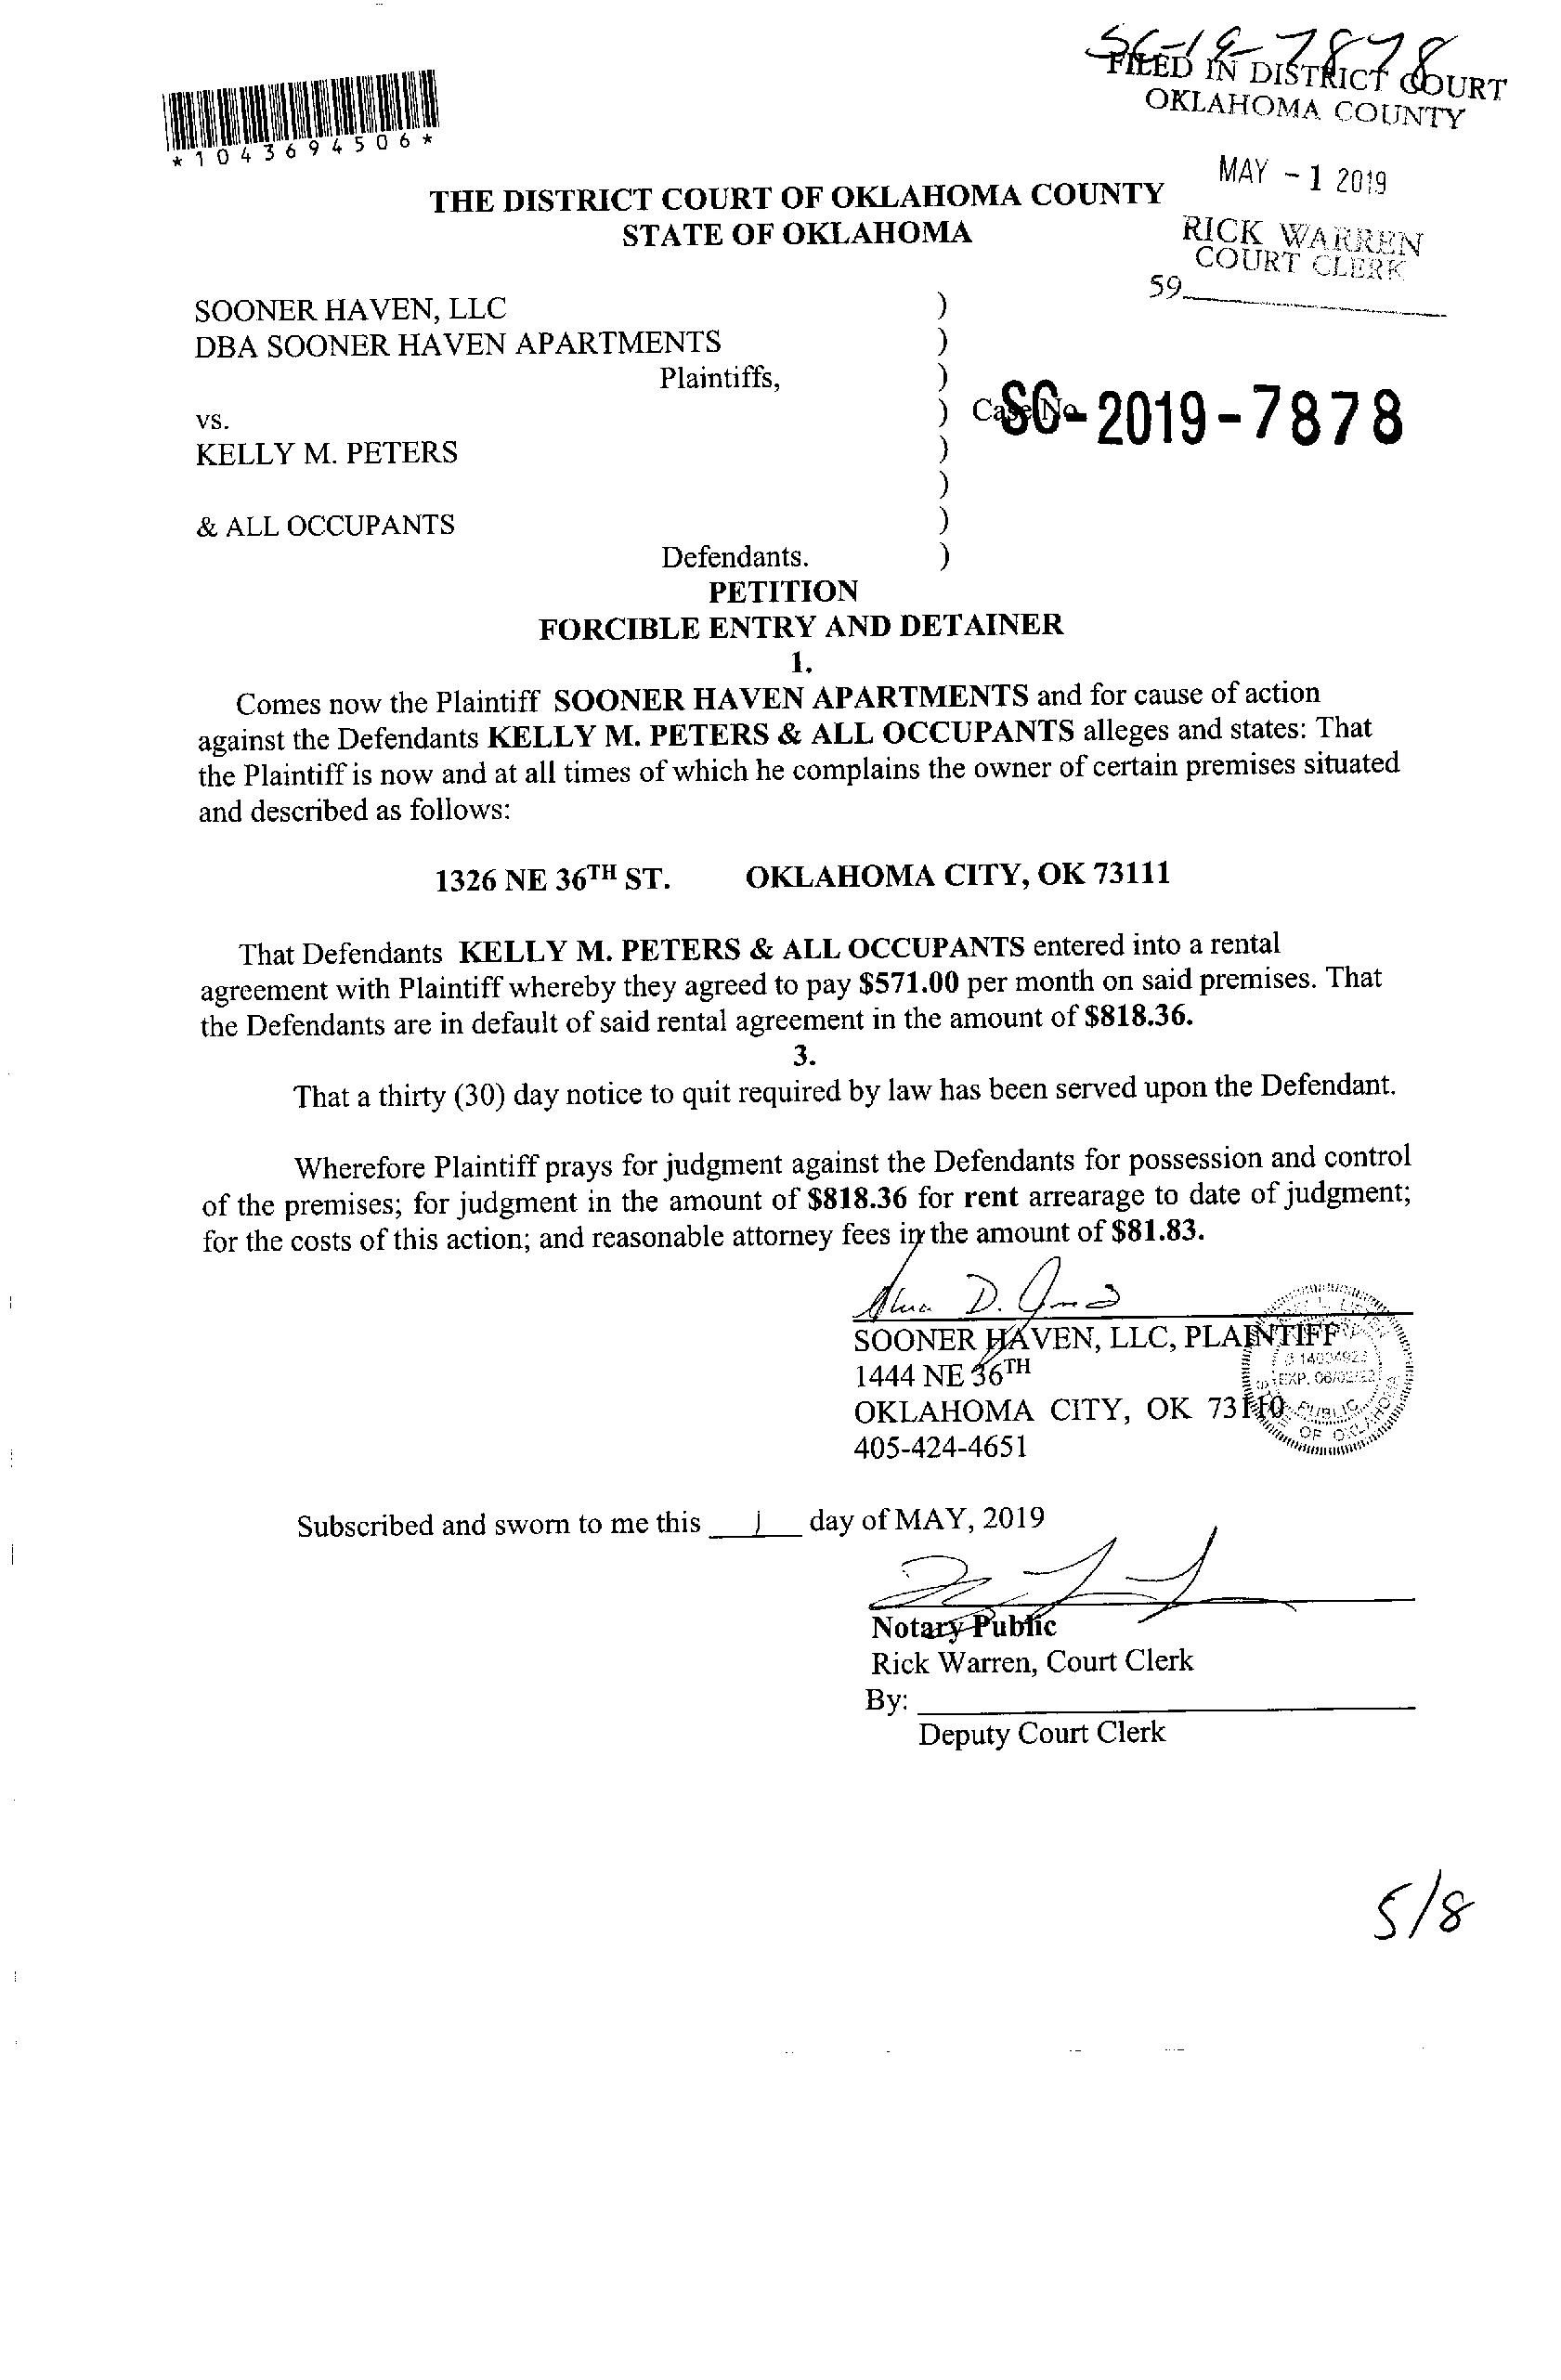 SC-19-7878
FILED IN DISTRICT COURT
OKLAHOMA COUNTY
*1043694506*
MAY - 1 2019
THE DISTRICT COURT OF OKLAHOMA COUNTY
STATE OF OKLAHOMA
RICK WARREN
COURT CLERK
59
SOONER HAVEN, LLC )
DBA SOONER HAVEN APARTMENTS )
Plaintiffs, )
vs. ) Case No. SC-2019-7878
KELLY M. PETERS )
)
& ALL OCCUPANTS )
Defendants. )
PETITION
FORCIBLE ENTRY AND DETAINER
1.
Comes now the Plaintiff SOONER HAVEN APARTMENTS and for cause of action
against the Defendants KELLY M. PETERS & ALL OCCUPANTS alleges and states: That
the Plaintiff is now and at all times of which he complains the owner of certain premises situated
and described as follows:
1326 NE 36TH ST. OKLAHOMA CITY, OK 73111
That Defendants KELLY M. PETERS & ALL OCCUPANTS entered into a rental
agreement with Plaintiff whereby they agreed to pay $571.00 per month on said premises. That
the Defendants are in default of said rental agreement in the amount of $818.36.
3.
That a thirty (30) day notice to quit required by law has been served upon the Defendant.
Wherefore Plaintiff prays for judgment against the Defendants for possession and control
of the premises; for judgment in the amount of $818.36 for rent arrearage to date of judgment;
for the costs of this action; and reasonable attorney fees in the amount of $81.83.
SOONER HAVEN, LLC, PLAINTIFF
1444 NE 36TH
OKLAHOMA CITY, OK 73110
405-424-4651
EXP. 06/02/22
PUBLIC
OF OKLAHOMA
Subscribed and sworn to me this 1 day of MAY, 2019
Notary Public
Rick Warren, Court Clerk
By:
Deputy Court Clerk
5/8